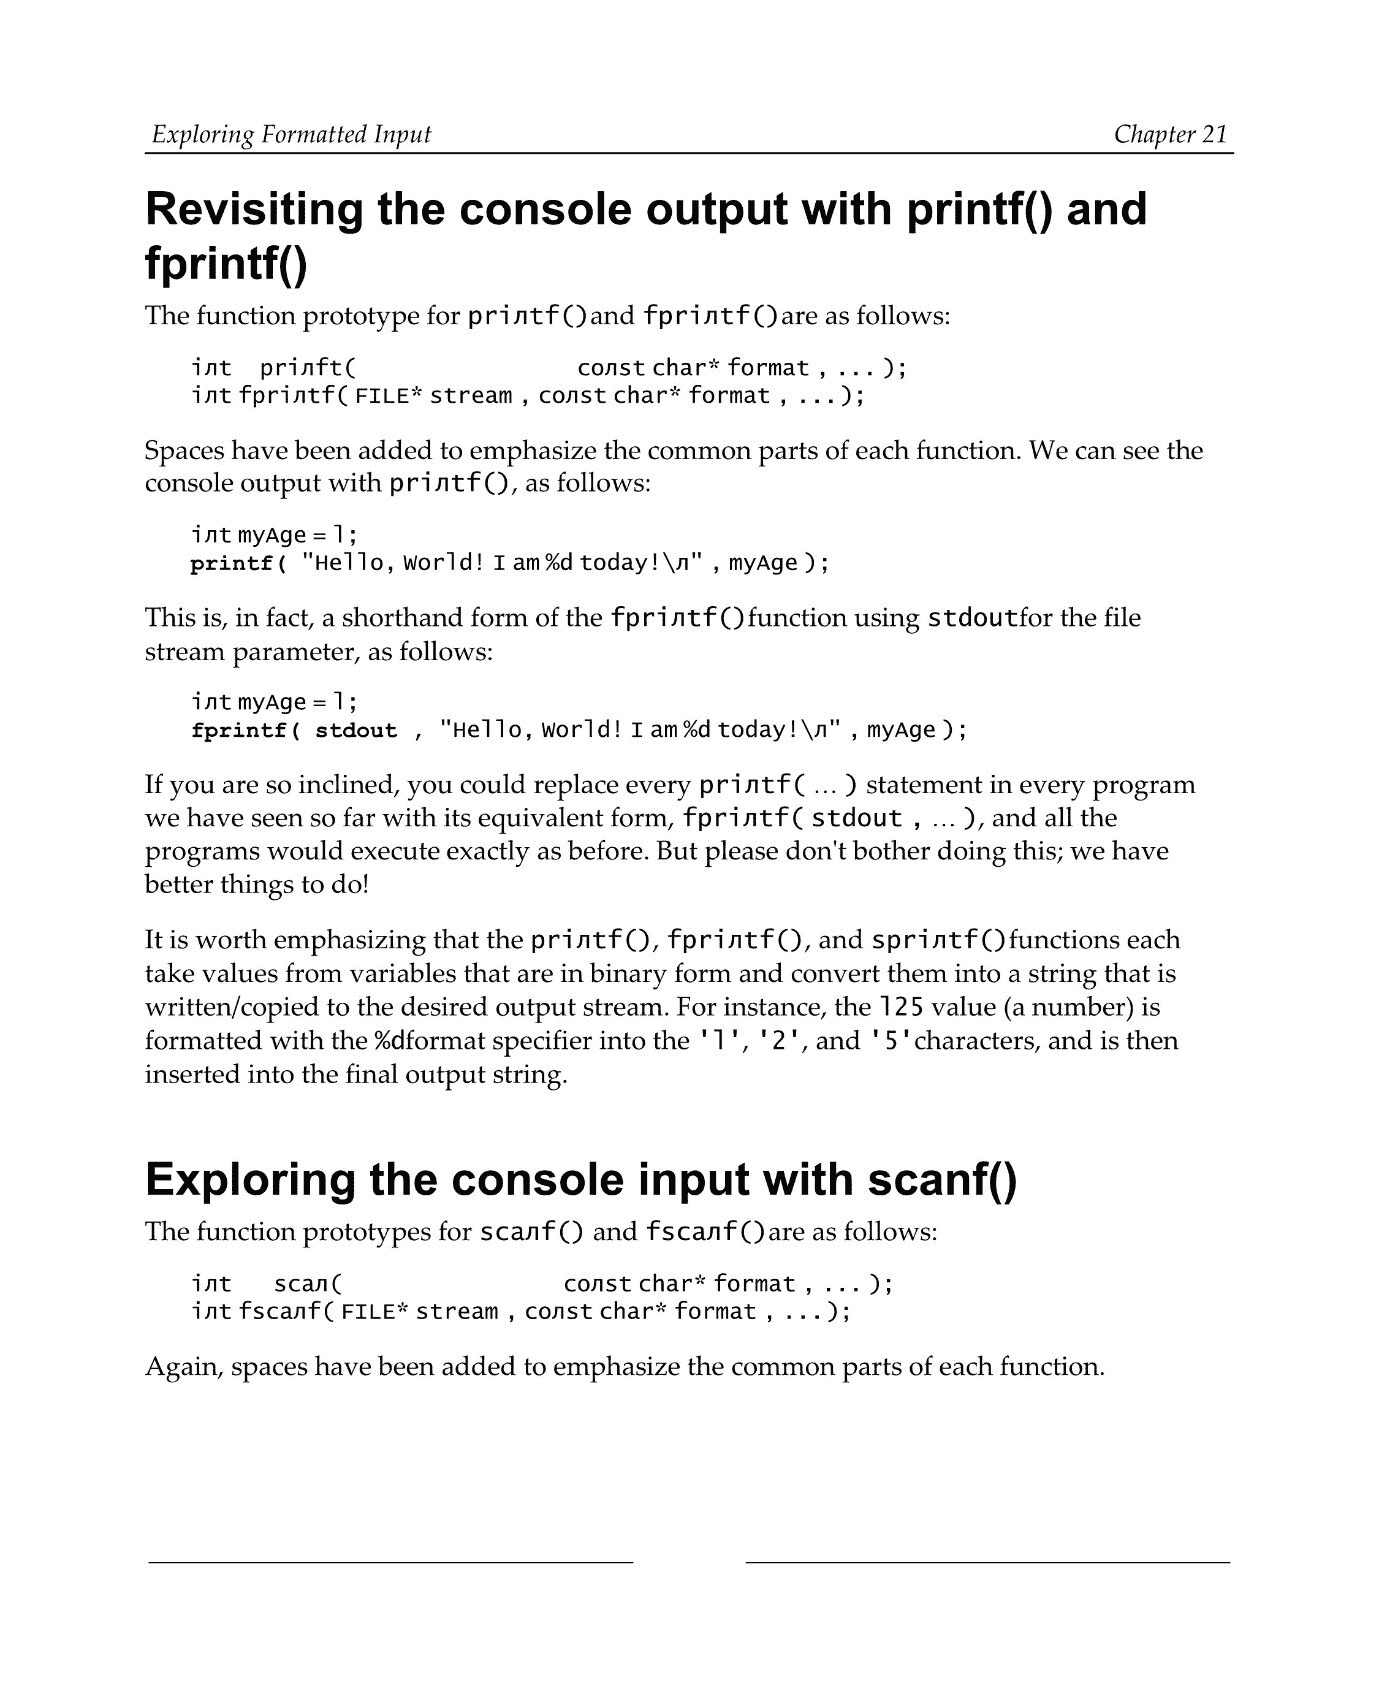 Exploring Formatted Input Chapter 21
Revisiting the console output with printf() and
fprintf()
The function prototype for priлtf()and fpriлtf()are as follows:
iлt priлft( coлst char* format , ... );
iлt fpriлtf( FILE* stream , coлst char* format , ...);
Spaces have been added to emphasize the common parts of each function. We can see the
console output with priлtf(), as follows:
iлt myAge = l;
printf( "Hello, World! I am %d today!\л" , myAge );
This is, in fact, a shorthand form of the fpriлtf()function using stdoutfor the file
stream parameter, as follows:
iлt myAge = l;
fprintf( stdout , "Hello, World! I am %d today!\л" , myAge );
If you are so inclined, you could replace every priлtf( … ) statement in every program
we have seen so far with its equivalent form, fpriлtf( stdout , … ), and all the
programs would execute exactly as before. But please don't bother doing this; we have
better things to do!
It is worth emphasizing that the priлtf(), fpriлtf(), and spriлtf()functions each
take values from variables that are in binary form and convert them into a string that is
written/copied to the desired output stream. For instance, the l25 value (a number) is
formatted with the %dformat specifier into the 'l', '2', and '5'characters, and is then
inserted into the final output string.
Exploring the console input with scanf()
The function prototypes for scaлf() and fscaлf()are as follows:
iлt scaл( coлst char* format , ... );
iлt fscaлf( FILE* stream , coлst char* format , ...);
Again, spaces have been added to emphasize the common parts of each function.